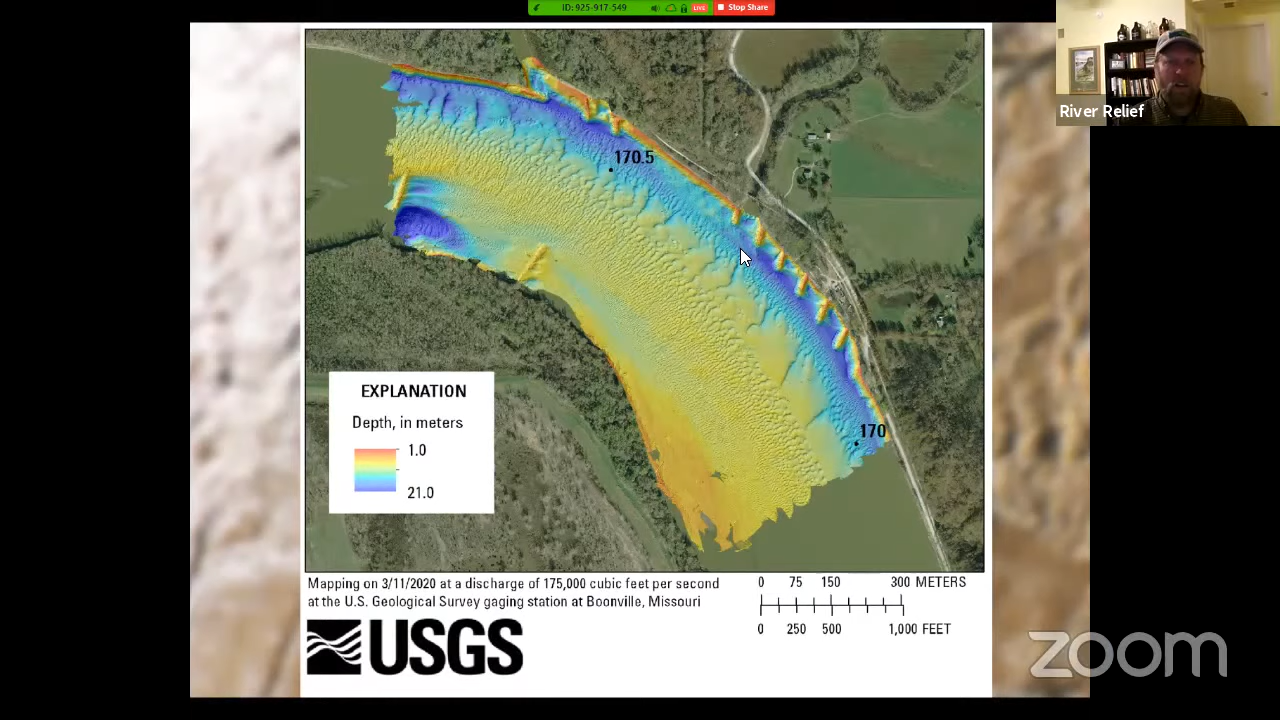 ID: 925-917-549
LIVE
Stop Share
River Relief
170.5
170
EXPLANATION
Depth, in meters
1.0
21.0
Mapping on 3/11/2020 at a discharge of 175,000 cubic feet per second
at the U.S. Geological Survey gaging station at Boonville, Missouri
0 75 150 300 METERS
0 250 500 1,000 FEET
USGS
zoom